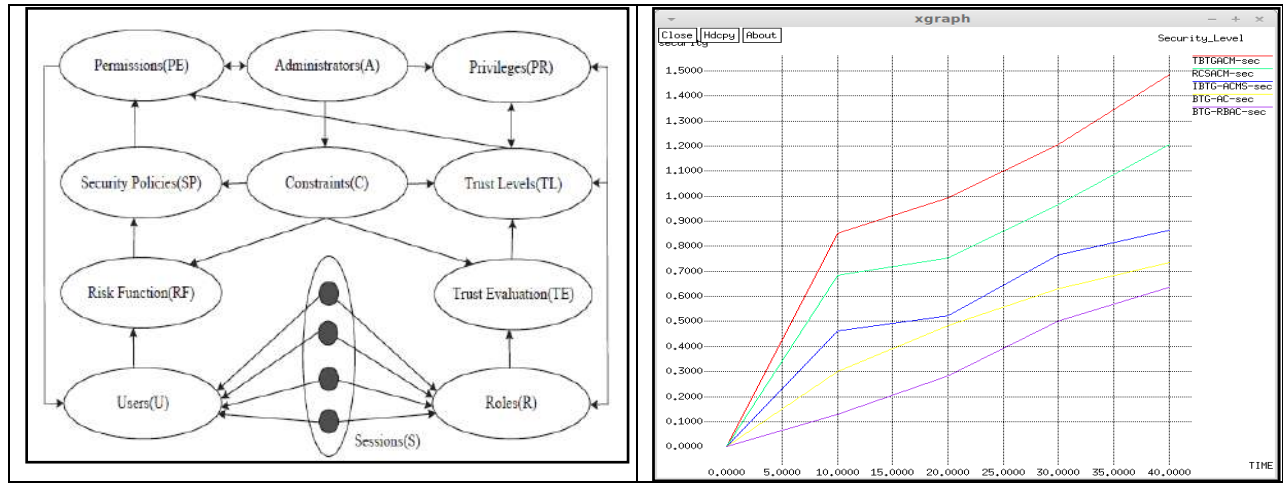 Permissions(PE)
Administrators(A)
Privileges(PR)
Security Policies(SP)
Constraints(C)
Trust Levels(TL)
Risk Function(RF)
Trust Evaluation(TE)
Users(U)
Roles(R)
Sessions(S)
xgraph
Close Hdcpy About
security
Security_Level
TBTGACM-sec
RCSACM-sec
IBTG-ACMS-sec
BTG-AC-sec
BTG-RBAC-sec
1.5000
1.4000
1.3000
1.2000
1.1000
1.0000
0.9000
0.8000
0.7000
0.6000
0.5000
0.4000
0.3000
0.2000
0.1000
0.0000
0.0000 5.0000 10.0000 15.0000 20.0000 25.0000 30.0000 35.0000 40.0000
TIME